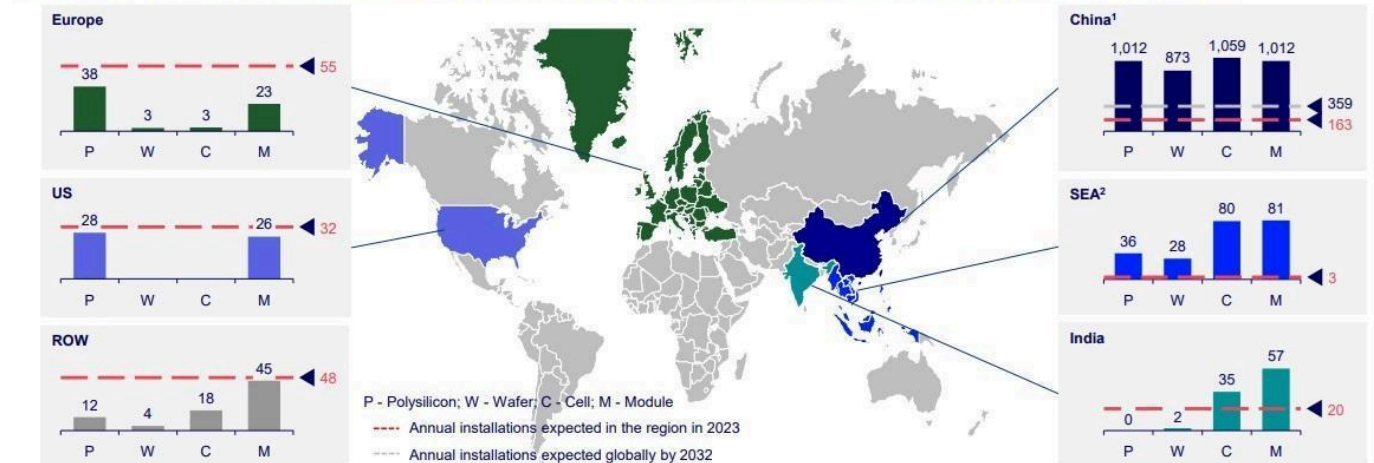 Europe
55
38
3
3
23
P W C M
US
28
26
32
P W C M
ROW
12
4
18
45
48
P W C M
P - Polysilicon; W - Wafer; C - Cell; M - Module
Annual installations expected in the region in 2023
Annual installations expected globally by 2032
China¹
1,012
873
1,059
1,012
359
163
P W C M
SEA²
36
28
80
81
3
P W C M
India
0
2
35
57
20
P W C M